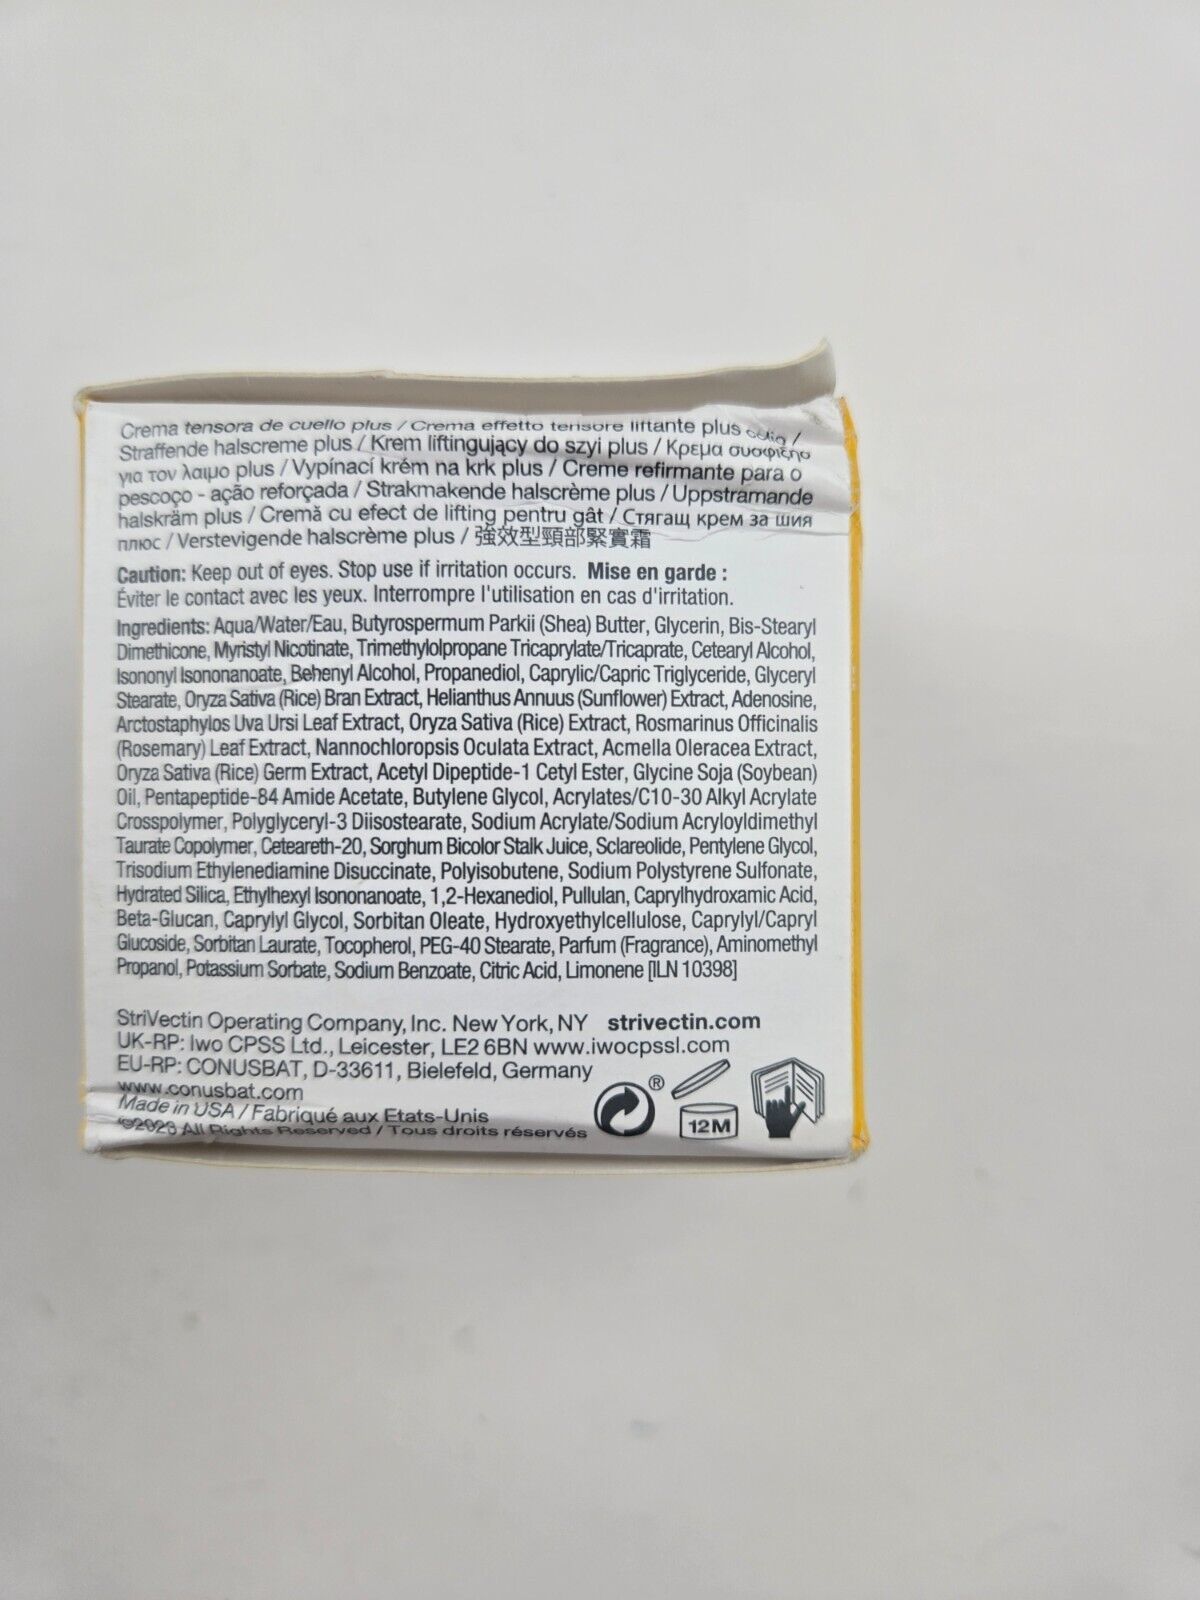 Crema tensora de cuello plus / Crema effetto tensore liftante plus collo /
Straffende halscreme plus / Krem liftingujący do szyi plus / Κρεμα συσφιξης
για τον λαιμο plus / Vypínací krém na krk plus / Creme refirmante para o
pescoço - ação reforçada / Strakmakende halscrème plus / Uppstramande
halskräm plus / Cremă cu efect de lifting pentru gât / Стягащ крем за шия
плюс / Verstevigende halscrème plus / 強效型頸部緊實霜
Caution: Keep out of eyes. Stop use if irritation occurs. Mise en garde :
Éviter le contact avec les yeux. Interrompre l'utilisation en cas d'irritation.
Ingredients: Aqua/Water/Eau, Butyrospermum Parkii (Shea) Butter, Glycerin, Bis-Stearyl
Dimethicone, Myristyl Nicotinate, Trimethylolpropane Tricaprylate/Tricaprate, Cetearyl Alcohol,
Isononyl Isononanoate, Behenyl Alcohol, Propanediol, Caprylic/Capric Triglyceride, Glyceryl
Stearate, Oryza Sativa (Rice) Bran Extract, Helianthus Annuus (Sunflower) Extract, Adenosine,
Arctostaphylos Uva Ursi Leaf Extract, Oryza Sativa (Rice) Extract, Rosmarinus Officinalis
(Rosemary) Leaf Extract, Nannochloropsis Oculata Extract, Acmella Oleracea Extract,
Oryza Sativa (Rice) Germ Extract, Acetyl Dipeptide-1 Cetyl Ester, Glycine Soja (Soybean)
Oil, Pentapeptide-84 Amide Acetate, Butylene Glycol, Acrylates/C10-30 Alkyl Acrylate
Crosspolymer, Polyglyceryl-3 Diisostearate, Sodium Acrylate/Sodium Acryloyldimethyl
Taurate Copolymer, Ceteareth-20, Sorghum Bicolor Stalk Juice, Sclareolide, Pentylene Glycol,
Trisodium Ethylenediamine Disuccinate, Polyisobutene, Sodium Polystyrene Sulfonate,
Hydrated Silica, Ethylhexyl Isononanoate, 1,2-Hexanediol, Pullulan, Caprylhydroxamic Acid,
Beta-Glucan, Caprylyl Glycol, Sorbitan Oleate, Hydroxyethylcellulose, Caprylyl/Capryl
Glucoside, Sorbitan Laurate, Tocopherol, PEG-40 Stearate, Parfum (Fragrance), Aminomethyl
Propanol, Potassium Sorbate, Sodium Benzoate, Citric Acid, Limonene [ILN 10398]
StriVectin Operating Company, Inc. New York, NY strivectin.com
UK-RP: Iwo CPSS Ltd., Leicester, LE2 6BN www.iwocpssl.com
EU-RP: CONUSBAT, D-33611, Bielefeld, Germany
www.conusbat.com
Made in USA / Fabriqué aux Etats-Unis
©2023 All Rights Reserved / Tous droits réservés
®
12M